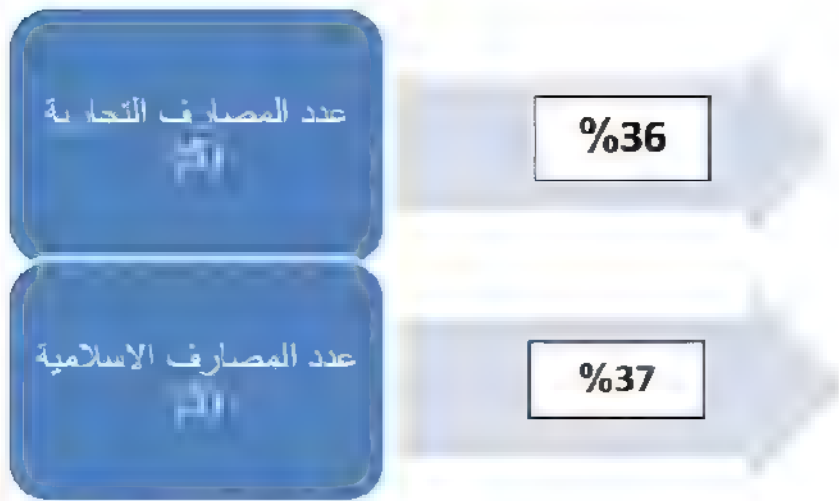 عدد المصارف التجارية
%36
عدد المصارف الاسلامية
%37